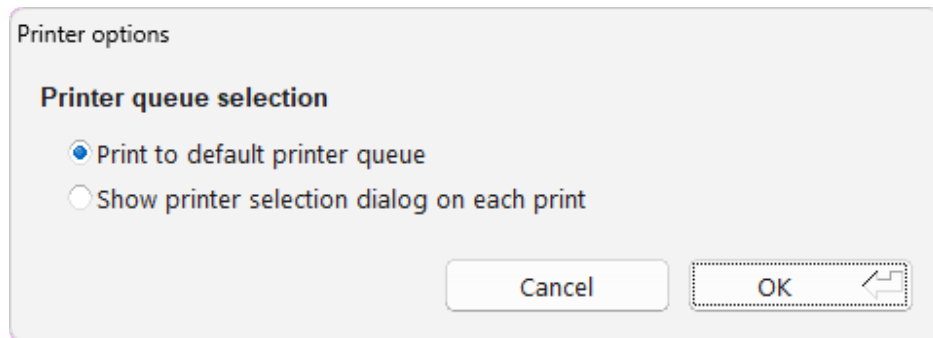 Printer options
Printer queue selection
Print to default printer queue
Show printer selection dialog on each print
Cancel OK